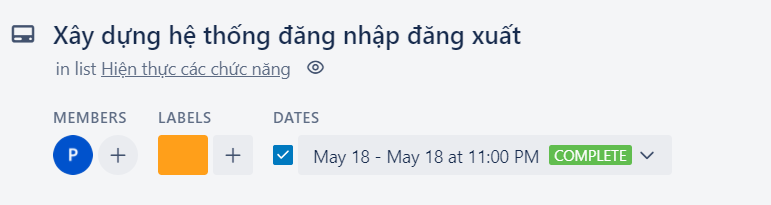 Xây dựng hệ thống đăng nhập đăng xuất
in list Hiện thực các chức năng
MEMBERS LABELS DATES
P + + May 18 - May 18 at 11:00 PM COMPLETE